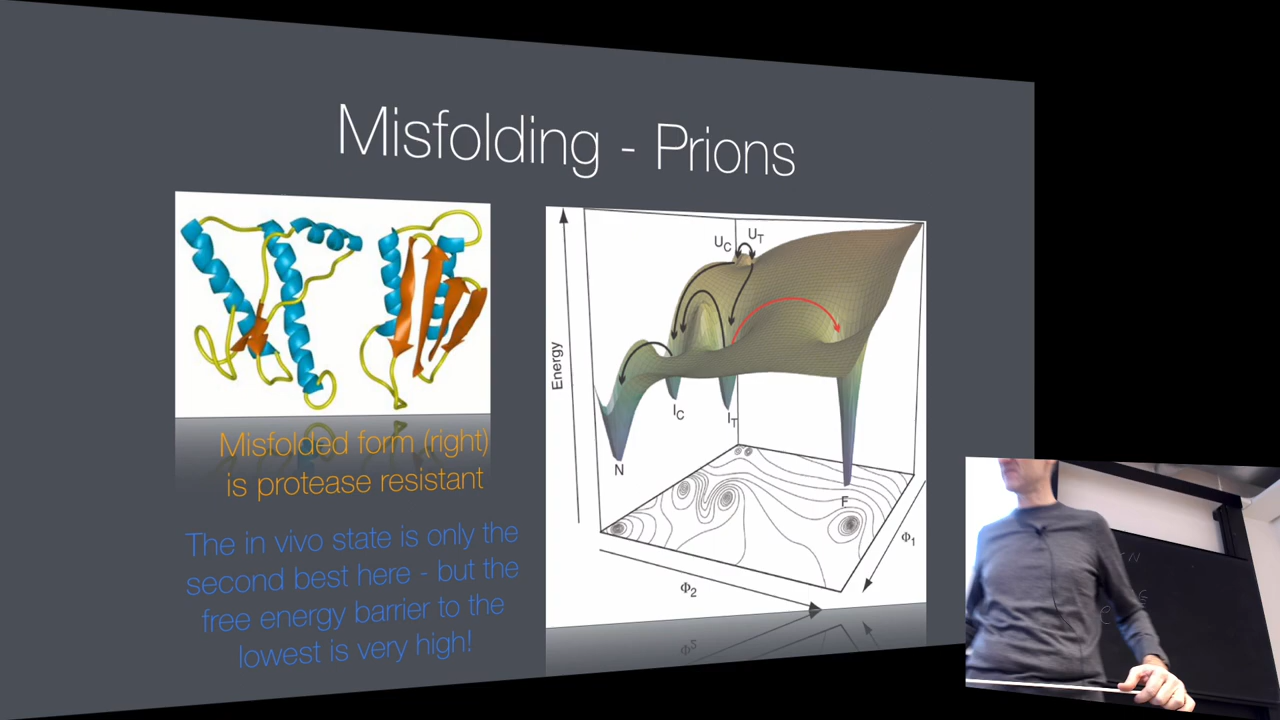 Misfolding - Prions
Misfolded form (right)
is protease resistant
The in vivo state is only the
second best here - but the
free energy barrier to the
lowest is very high!
Energy
U_C
U_T
I_C
I_T
N
F
Φ₁
Φ₂